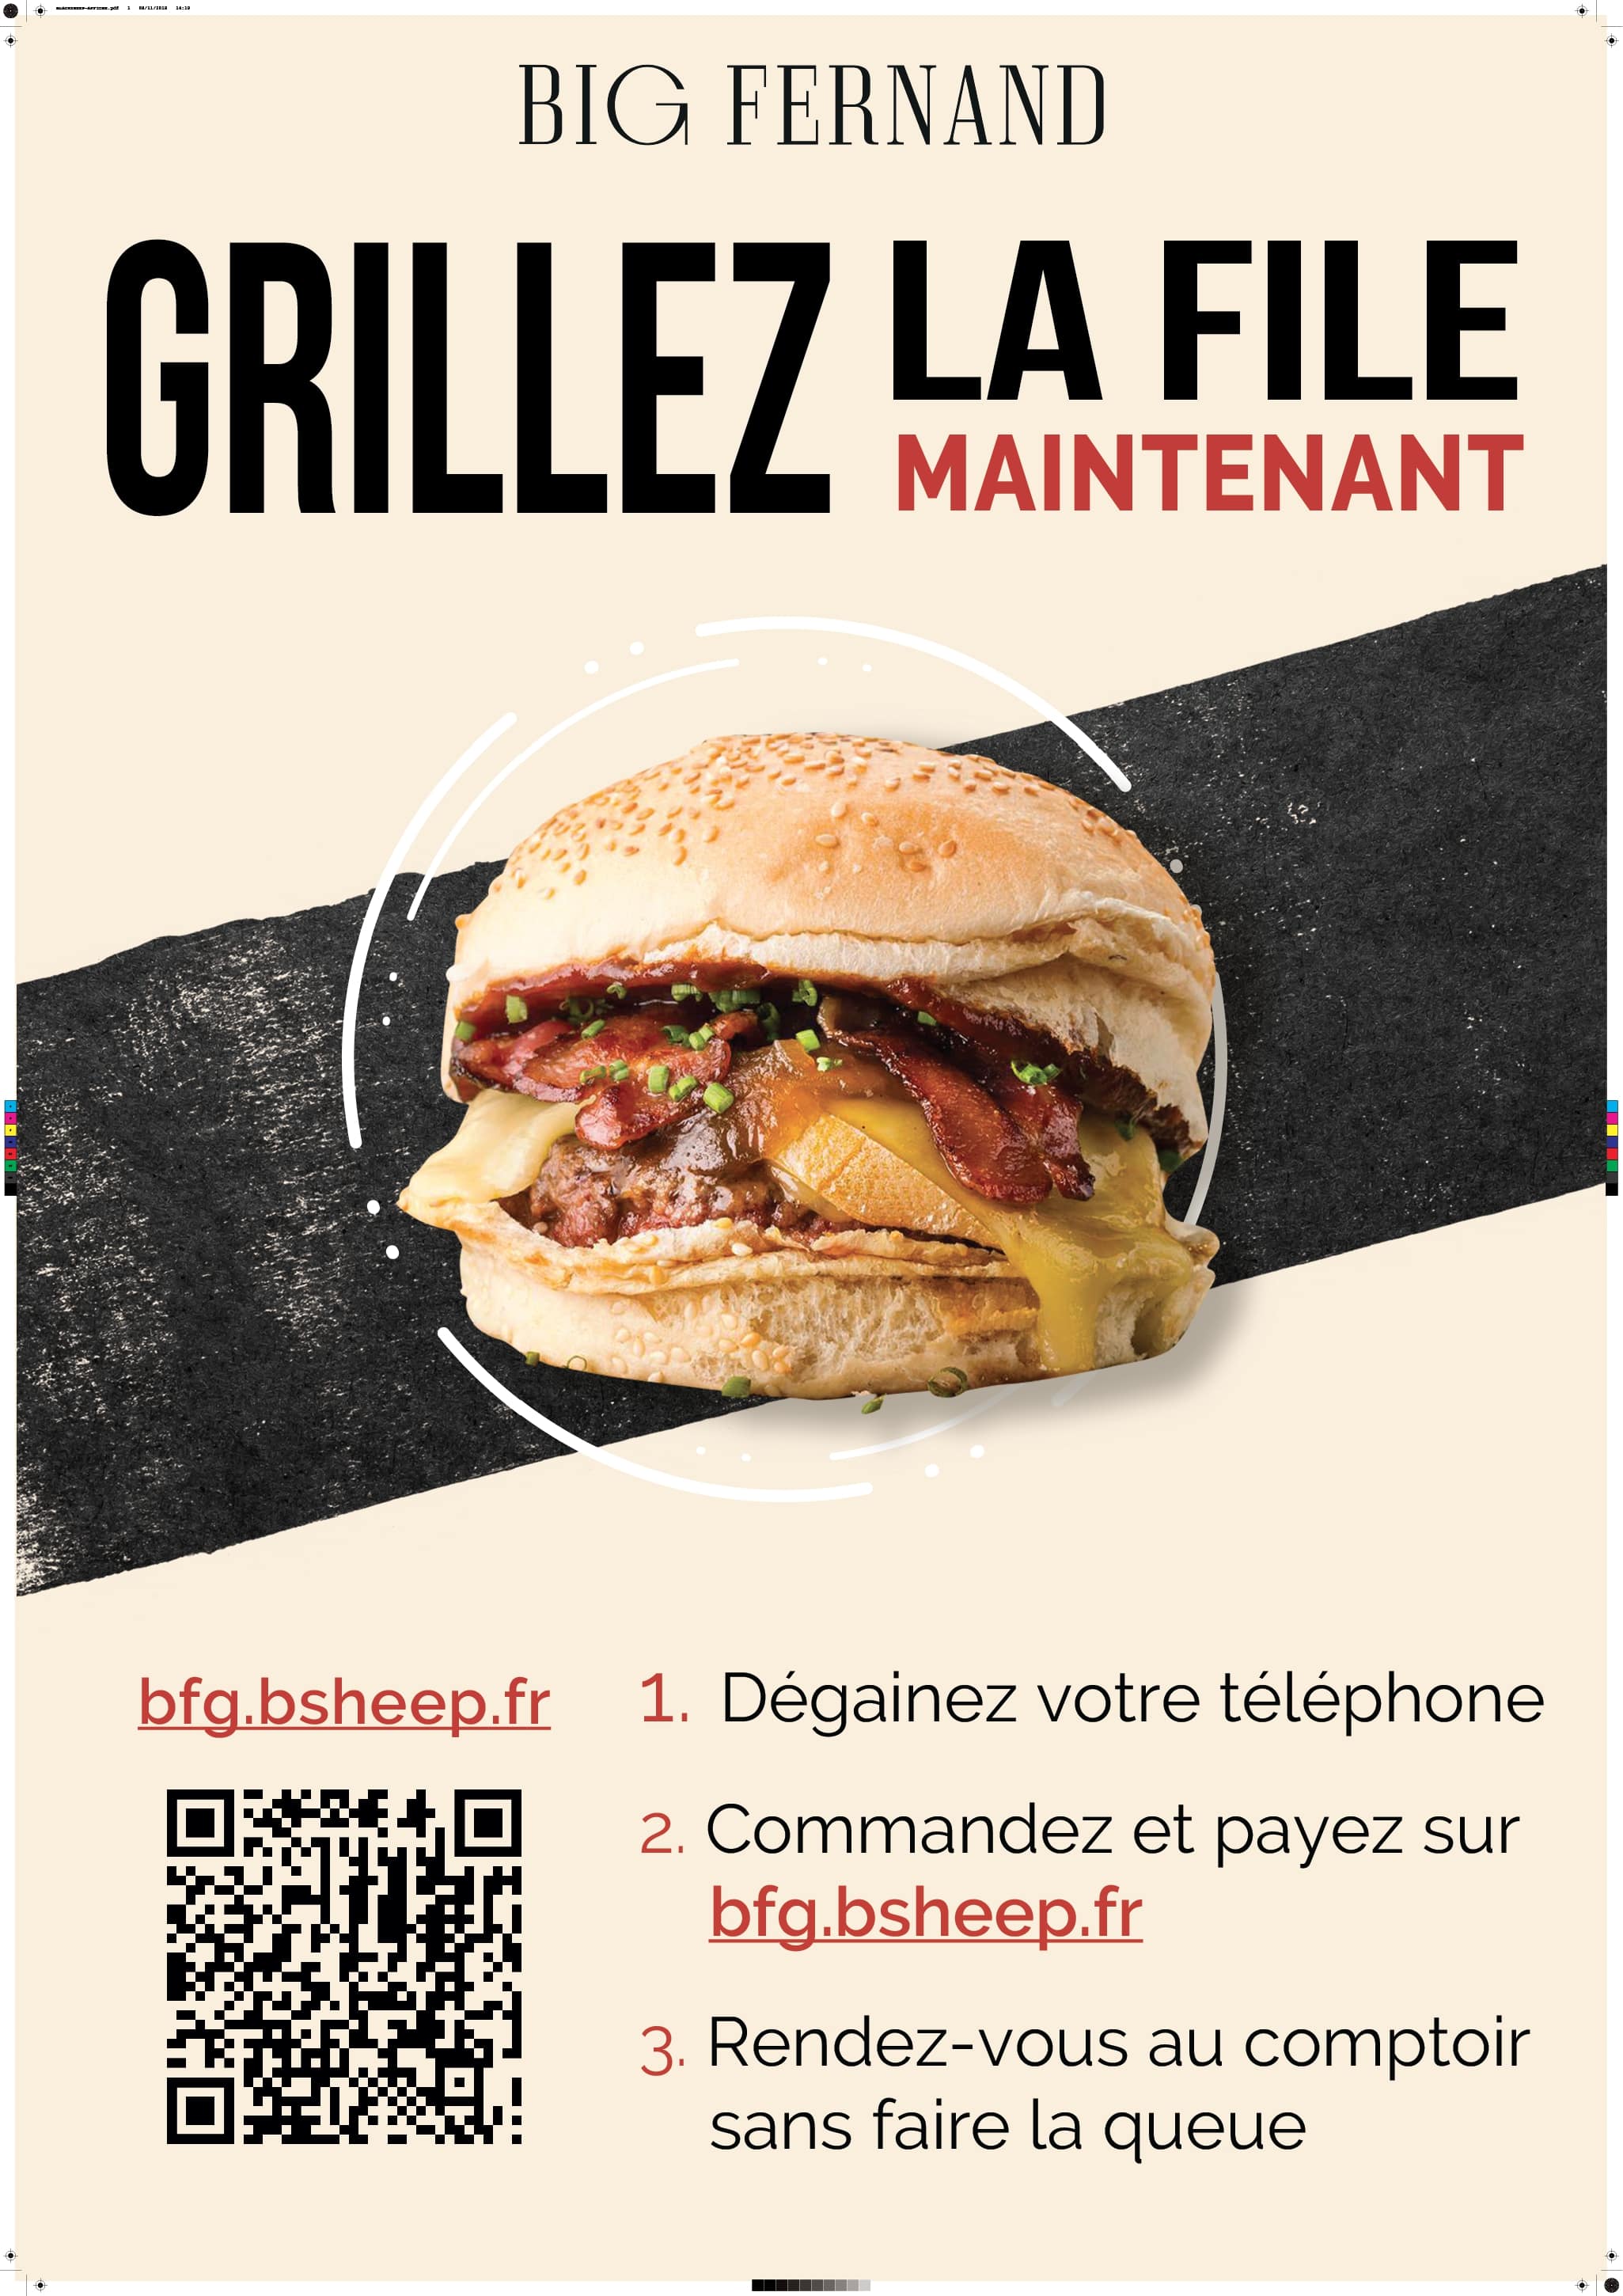 BIG FERNAND
GRILLEZ LA FILE
MAINTENANT
bfg.bsheep.fr
1. Dégainez votre téléphone
2. Commandez et payez sur
bfg.bsheep.fr
3. Rendez-vous au comptoir
sans faire la queue